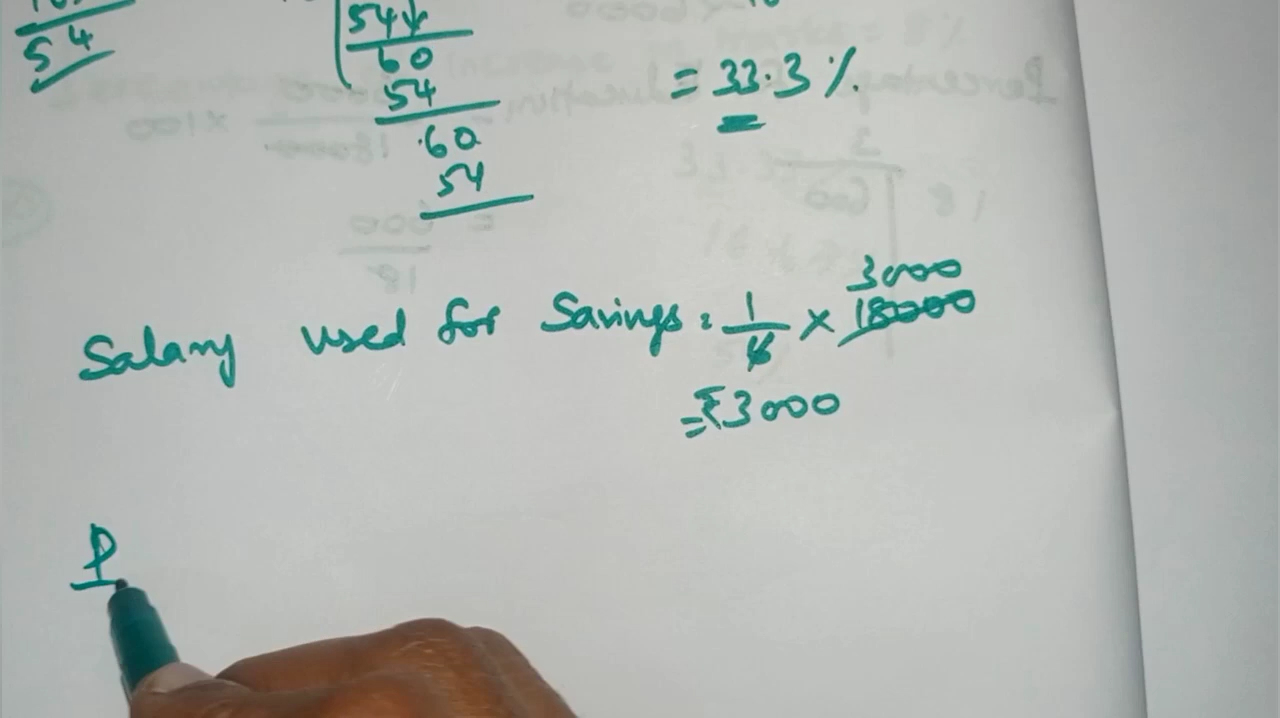 54
54
60
54
60
54
= 33.3 %.
3000
Salary used for Savings = 1/6 × 18000
= ₹3000
P